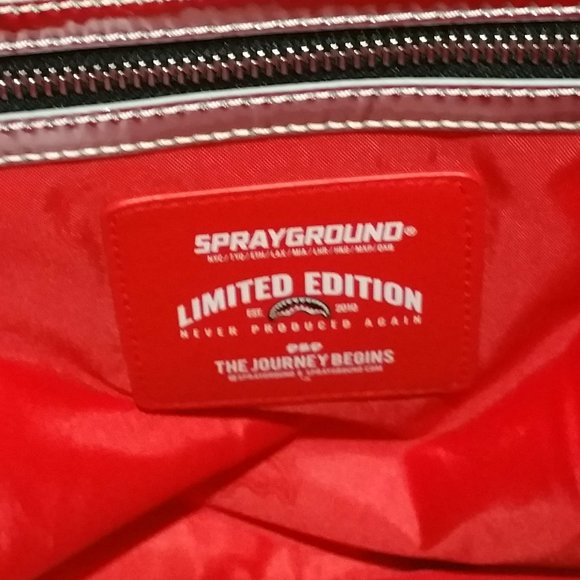 SPRAYGROUND®
LIMITED EDITION
EST. 2010
NEVER PRODUCED AGAIN
THE JOURNEY BEGINS